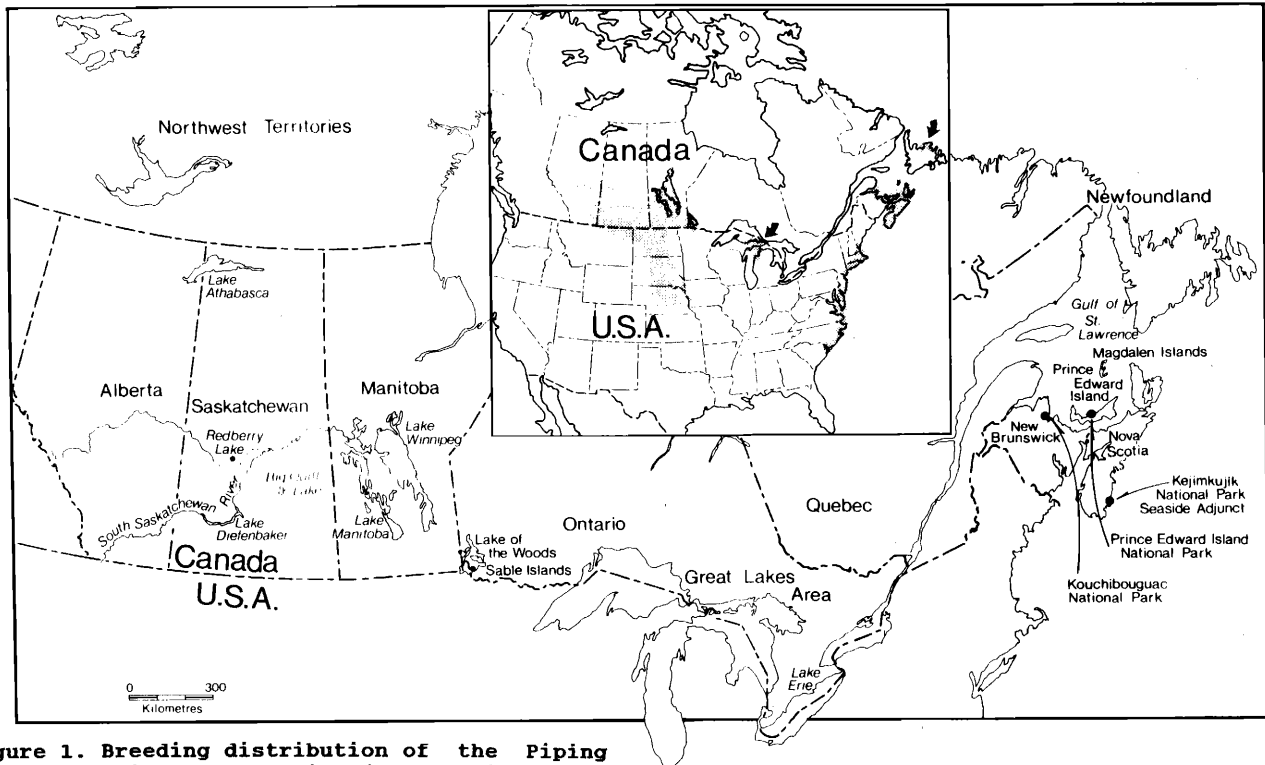 Northwest Territories
Canada
U.S.A.
Newfoundland
Lake
Athabasca
Gulf of
St.
Lawrence
Magdalen Islands
Prince
Edward
Island
Alberta
Saskatchewan
Manitoba
Redberry
Lake
Lake
Winnipeg
New
Brunswick
Nova
Scotia
River
Lake
South Saskatchewan
Lake
Diefenbaker
Lake
Manitoba
Quebec
Ontario
Kejimkujik
National Park
Seaside Adjunct
Canada
U.S.A.
Lake of
the Woods
Sable Islands
Great Lakes
Area
Prince Edward Island
National Park
Kouchibouguac
National Park
Lake
Erie
0 300
Kilometres
gure 1. Breeding distribution of the Piping